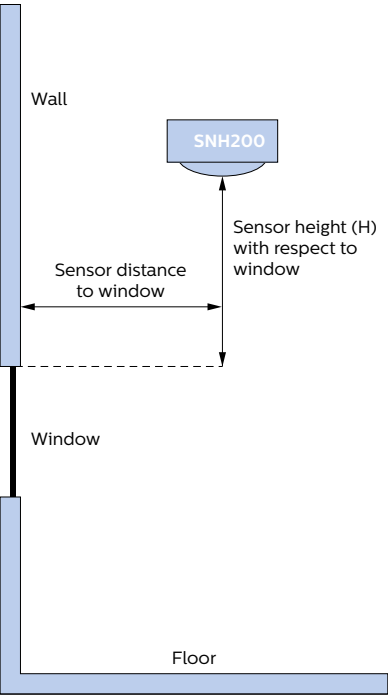 Wall
SNH200
Sensor height (H)
with respect to
window
Sensor distance
to window
Window
Floor